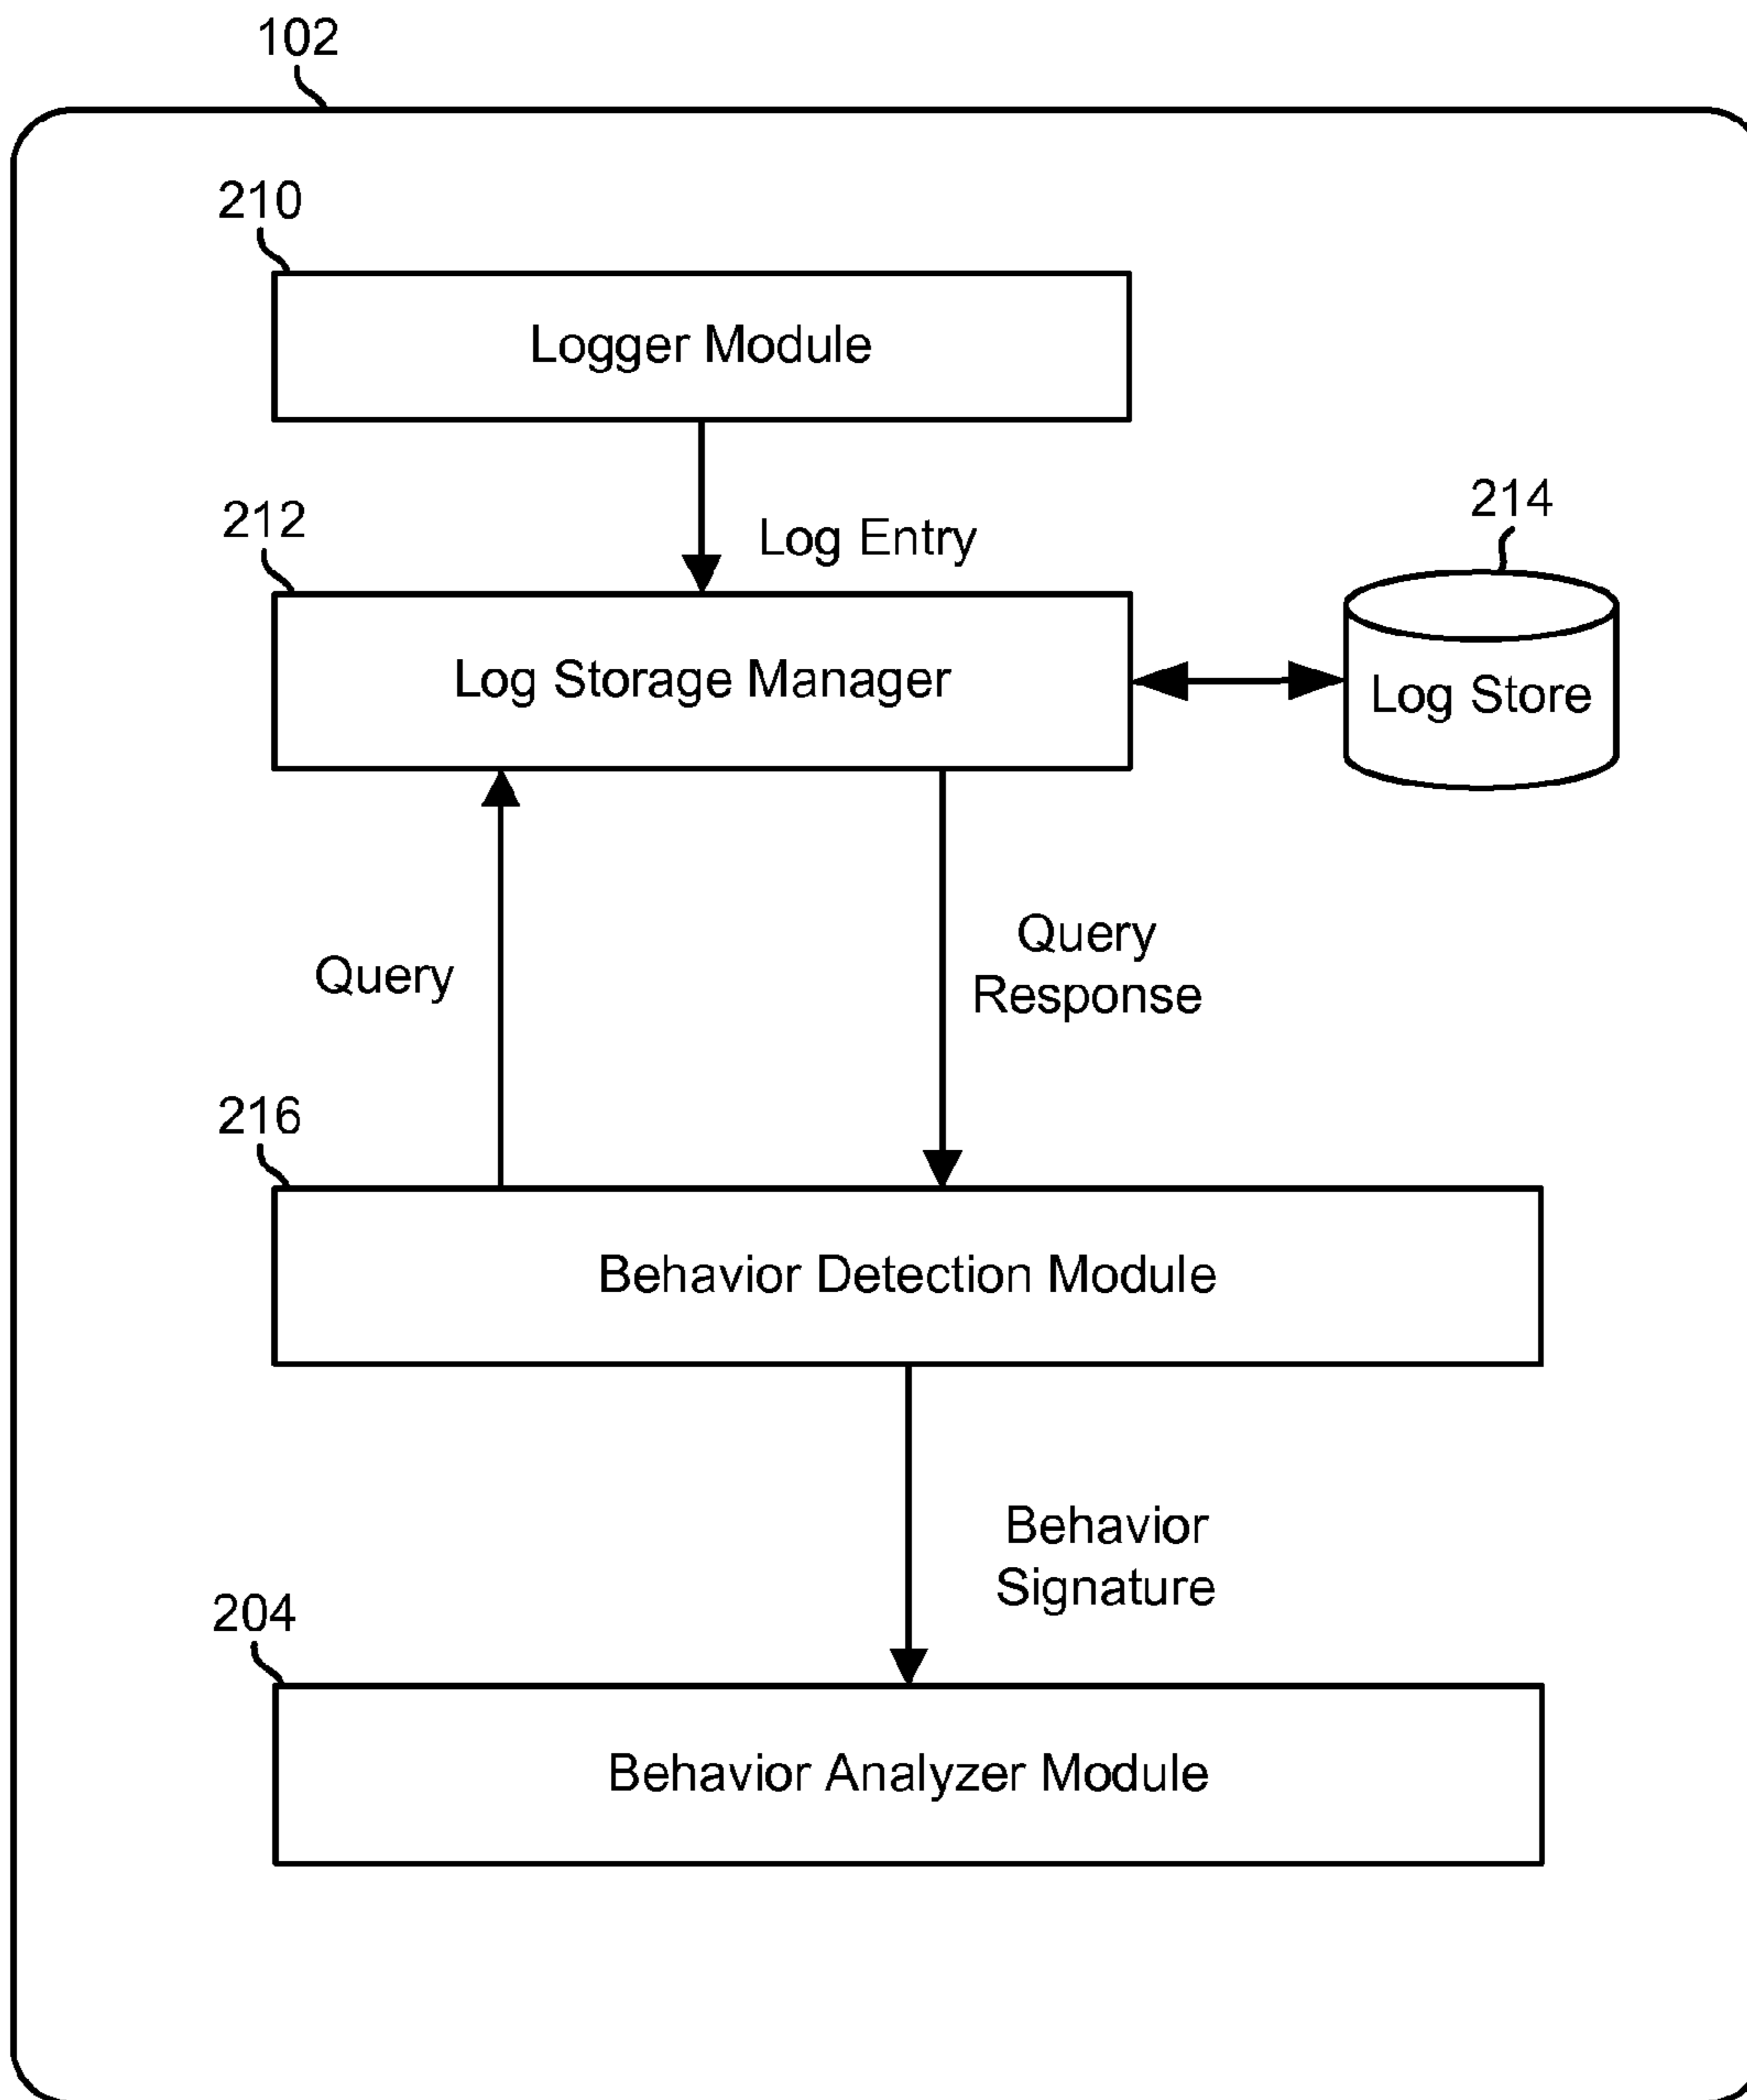 102
210
Logger Module
212
Log Entry
214
Log Storage Manager
Log Store
Query
Query
Response
216
Behavior Detection Module
Behavior
Signature
204
Behavior Analyzer Module